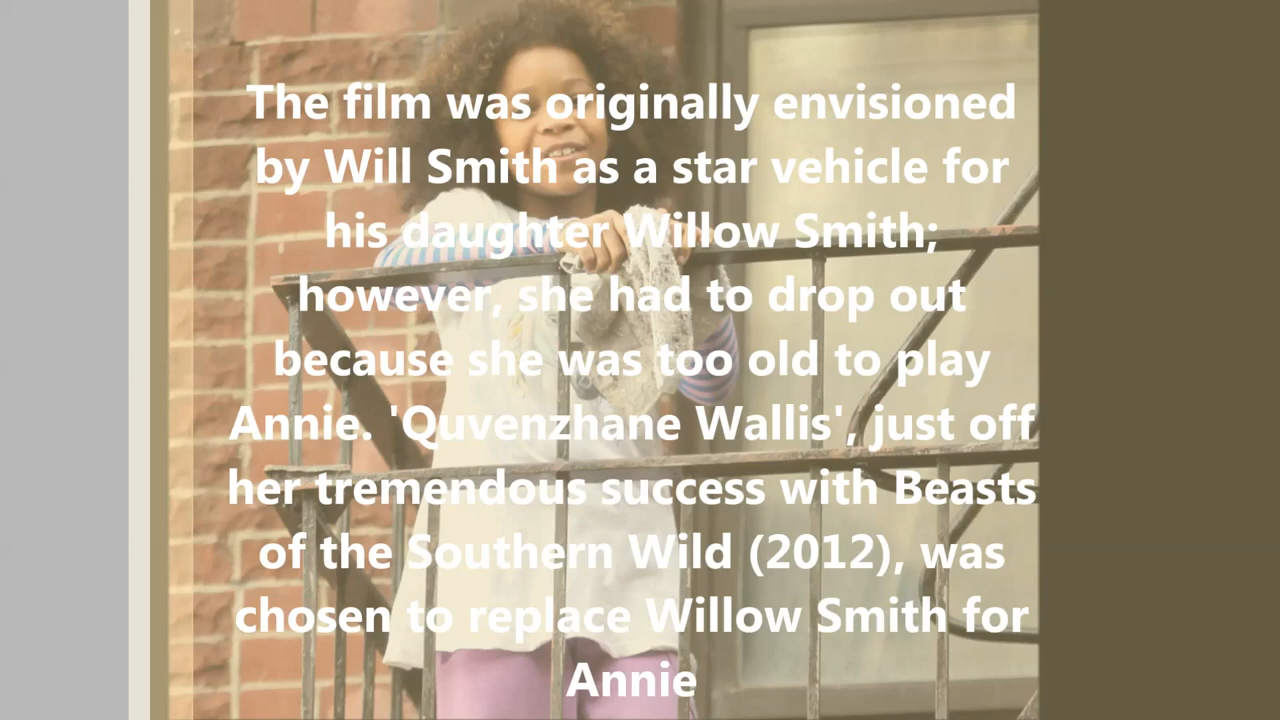 The film was originally envisioned
by Will Smith as a star vehicle for
his daughter Willow Smith;
however, she had to drop out
because she was too old to play
Annie. 'Quvenzhane Wallis', just off
her tremendous success with Beasts
of the Southern Wild (2012), was
chosen to replace Willow Smith for
Annie